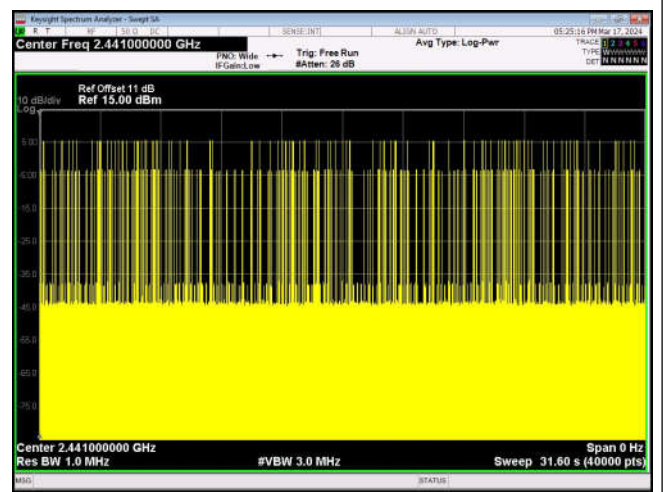 Keysight Spectrum Analyzer - Swept SA
R T RF 50 Ω DC SENSE:INT ALIGN AUTO 05:25:16 PM Mar 17, 2024
Center Freq 2.441000000 GHz Avg Type: Log-Pwr TRACE 1 2 3 4 5 6
PNO: Wide Trig: Free Run TYPE
IFGain:Low #Atten: 26 dB DET N N N N N N
Ref Offset 11 dB
10 dB/div Ref 15.00 dBm
Log
5.00
-5.00
-15.0
-25.0
-35.0
-45.0
-55.0
-65.0
-75.0
Center 2.441000000 GHz Span 0 Hz
Res BW 1.0 MHz #VBW 3.0 MHz Sweep 31.60 s (40000 pts)
MSG STATUS